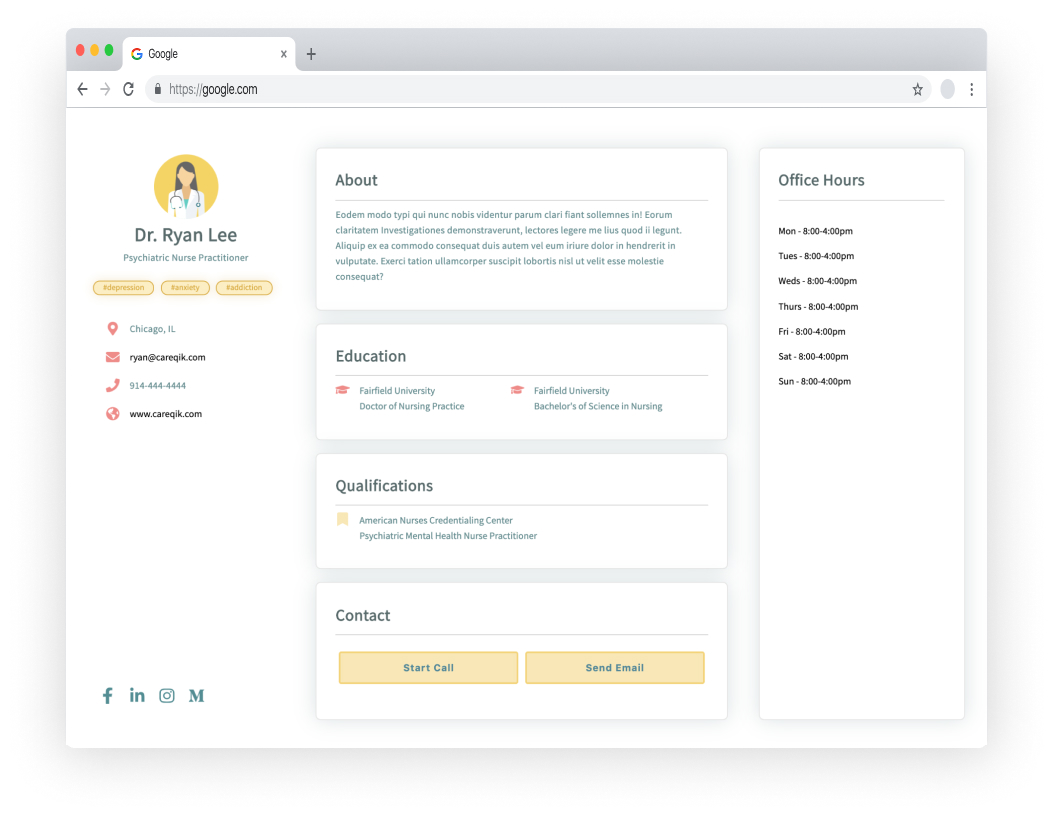 Google
x
+
https://google.com
Dr. Ryan Lee
Psychiatric Nurse Practitioner
#depression #anxiety #addiction
Chicago, IL
ryan@careqik.com
914-444-4444
www.careqik.com
About
Eodem modo typi qui nunc nobis videntur parum clari fiant sollemnes in! Eorum
claritatem Investigationes demonstraverunt, lectores legere me lius quod ii legunt.
Aliquip ex ea commodo consequat duis autem vel eum iriure dolor in hendrerit in
vulputate. Exerci tation ullamcorper suscipit lobortis nisl ut velit esse molestie
consequat?
Education
Fairfield University
Doctor of Nursing Practice
Fairfield University
Bachelor's of Science in Nursing
Qualifications
American Nurses Credentialing Center
Psychiatric Mental Health Nurse Practitioner
Contact
Start Call
Send Email
Office Hours
Mon - 8:00-4:00pm
Tues - 8:00-4:00pm
Weds - 8:00-4:00pm
Thurs - 8:00-4:00pm
Fri - 8:00-4:00pm
Sat - 8:00-4:00pm
Sun - 8:00-4:00pm